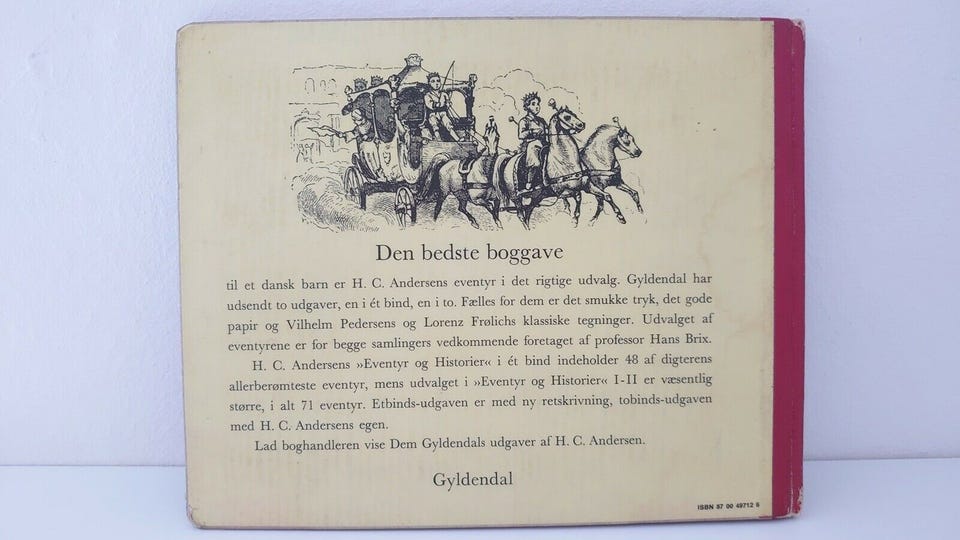 Den bedste boggave
til et dansk barn er H. C. Andersens eventyr i det rigtige udvalg. Gyldendal har
udsendt to udgaver, en i ét bind, en i to. Fælles for dem er det smukke tryk, det gode
papir og Vilhelm Pedersens og Lorenz Frølichs klassiske tegninger. Udvalget af
eventyrene er for begge samlingers vedkommende foretaget af professor Hans Brix.
H. C. Andersens »Eventyr og Historier« i ét bind indeholder 48 af digterens
allerberømteste eventyr, mens udvalget i »Eventyr og Historier« I-II er væsentlig
større, i alt 71 eventyr. Etbinds-udgaven er med ny retskrivning, tobinds-udgaven
med H. C. Andersens egen.
Lad boghandleren vise Dem Gyldendals udgaver af H. C. Andersen.
Gyldendal
ISBN 87 00 49712 5